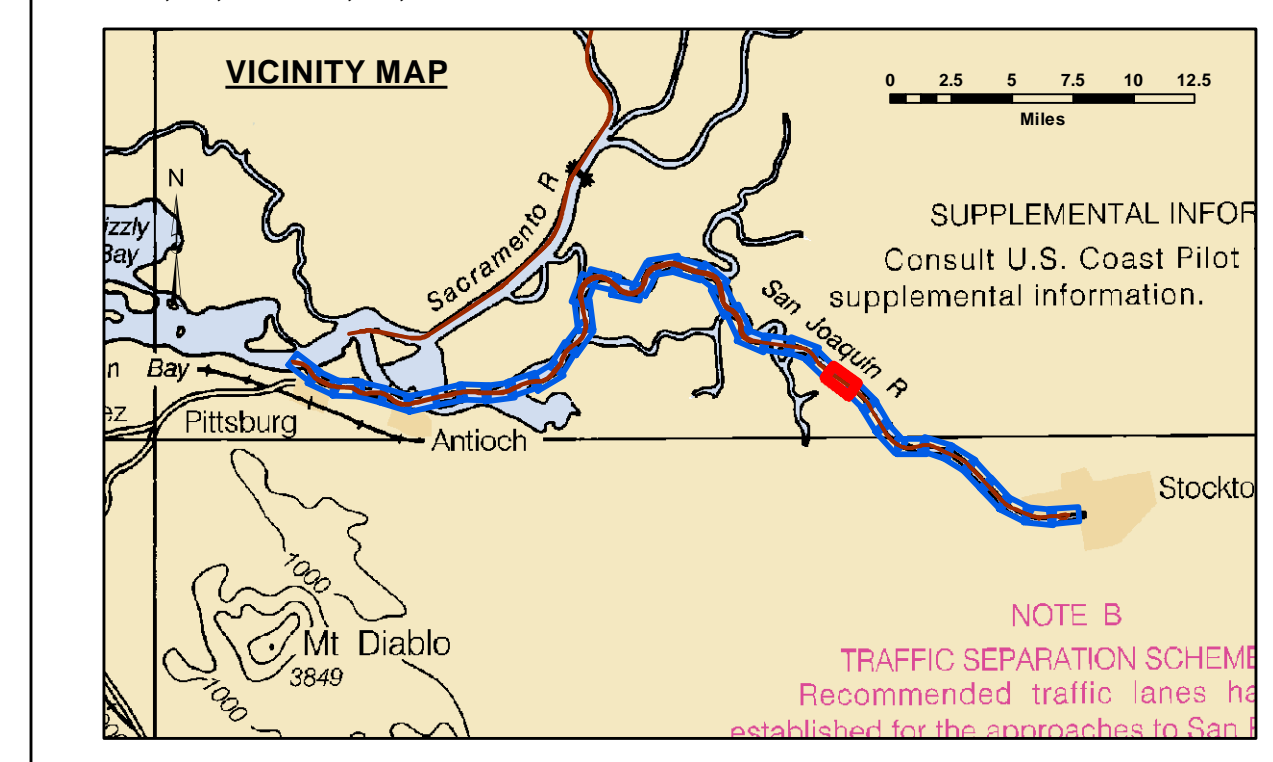 VICINITY MAP
0 2.5 5 7.5 10 12.5
Miles
N
Sacramento R
izzly
Bay
SUPPLEMENTAL INFOR
Consult U.S. Coast Pilot
supplemental information.
San Joaquin R
n Bay
ez
Pittsburg
Antioch
Stockto
1000
Mt Diablo
3849
1000
NOTE B
TRAFFIC SEPARATION SCHEME
Recommended traffic lanes ha
established for the approaches to San F